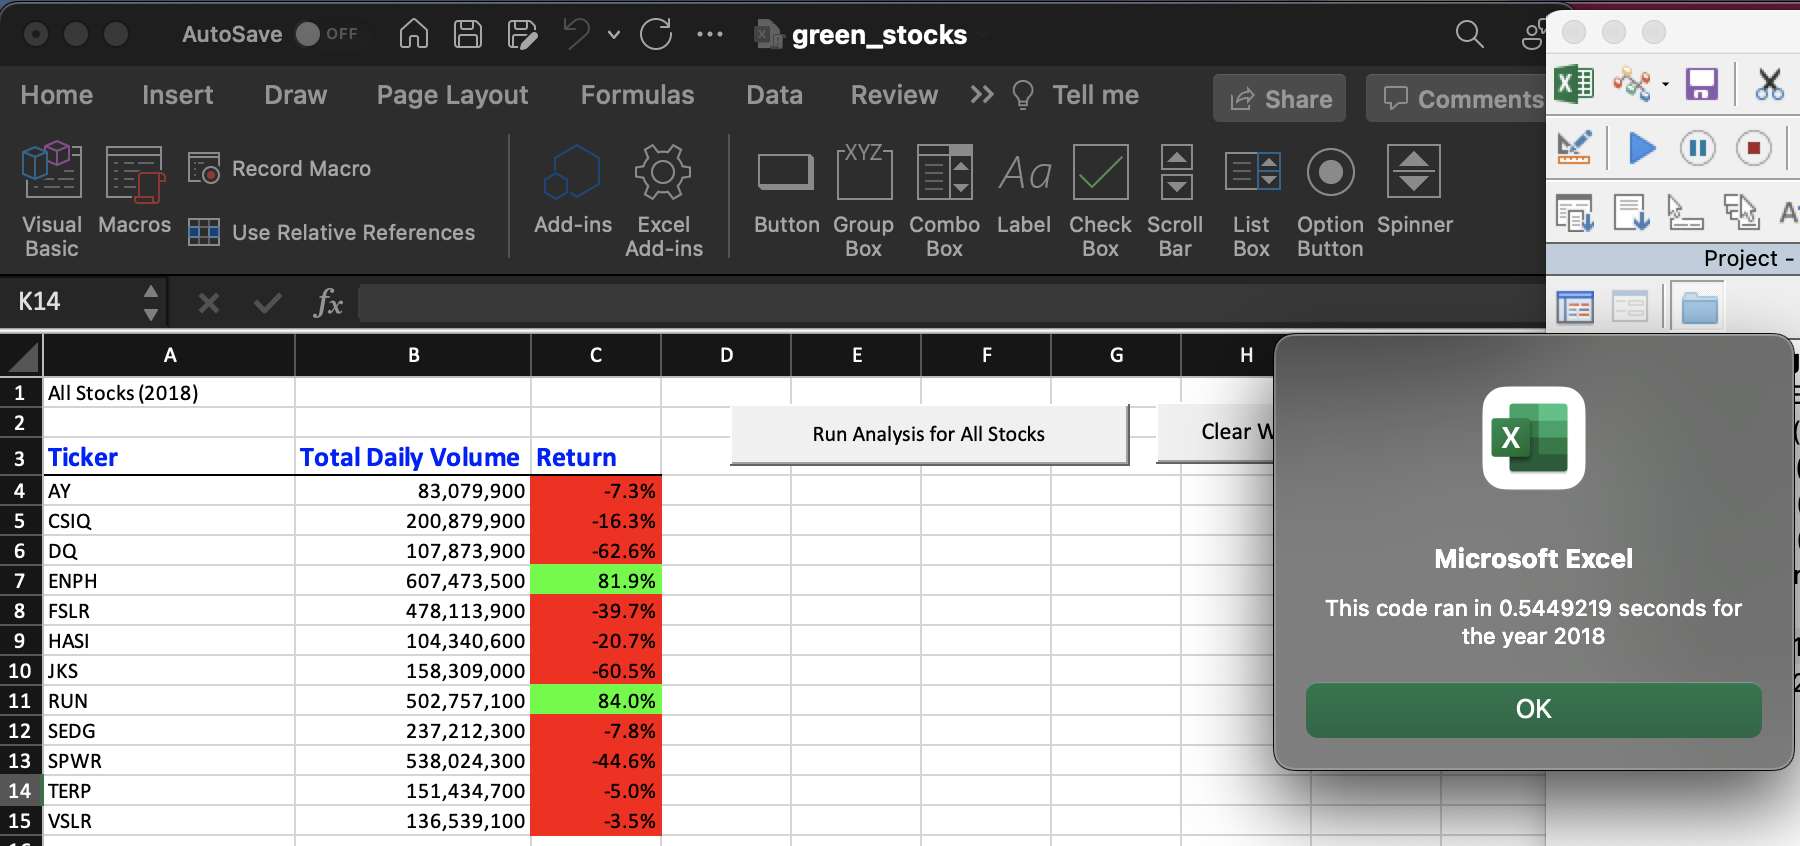 AutoSave OFF green_stocks
Home Insert Draw Page Layout Formulas Data Review >> Tell me Share Comments
Visual Basic
Macros
Record Macro
Use Relative References
Add-ins
Excel Add-ins
Button
Group Box
XYZ
Combo Box
Aa
Label
Check Box
Scroll Bar
List Box
Option Button
Spinner
Project -
K14 fx
A B C D E F G H
1 All Stocks (2018)
2
Run Analysis for All Stocks
Clear W
3 Ticker Total Daily Volume Return
4 AY 83,079,900 -7.3%
5 CSIQ 200,879,900 -16.3%
6 DQ 107,873,900 -62.6%
7 ENPH 607,473,500 81.9%
8 FSLR 478,113,900 -39.7%
9 HASI 104,340,600 -20.7%
10 JKS 158,309,000 -60.5%
11 RUN 502,757,100 84.0%
12 SEDG 237,212,300 -7.8%
13 SPWR 538,024,300 -44.6%
14 TERP 151,434,700 -5.0%
15 VSLR 136,539,100 -3.5%
X
Microsoft Excel
This code ran in 0.5449219 seconds for
the year 2018
OK